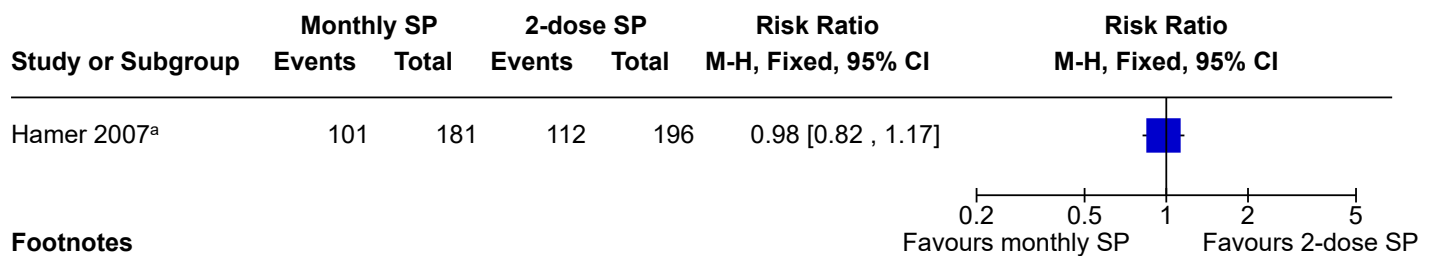 Monthly SP 2-dose SP Risk Ratio Risk Ratio
Study or Subgroup Events Total Events Total M-H, Fixed, 95% CI M-H, Fixed, 95% CI
Hamer 2007ᵃ 101 181 112 196 0.98 [0.82 , 1.17]
0.2 0.5 1 2 5
Footnotes Favours monthly SP Favours 2-dose SP